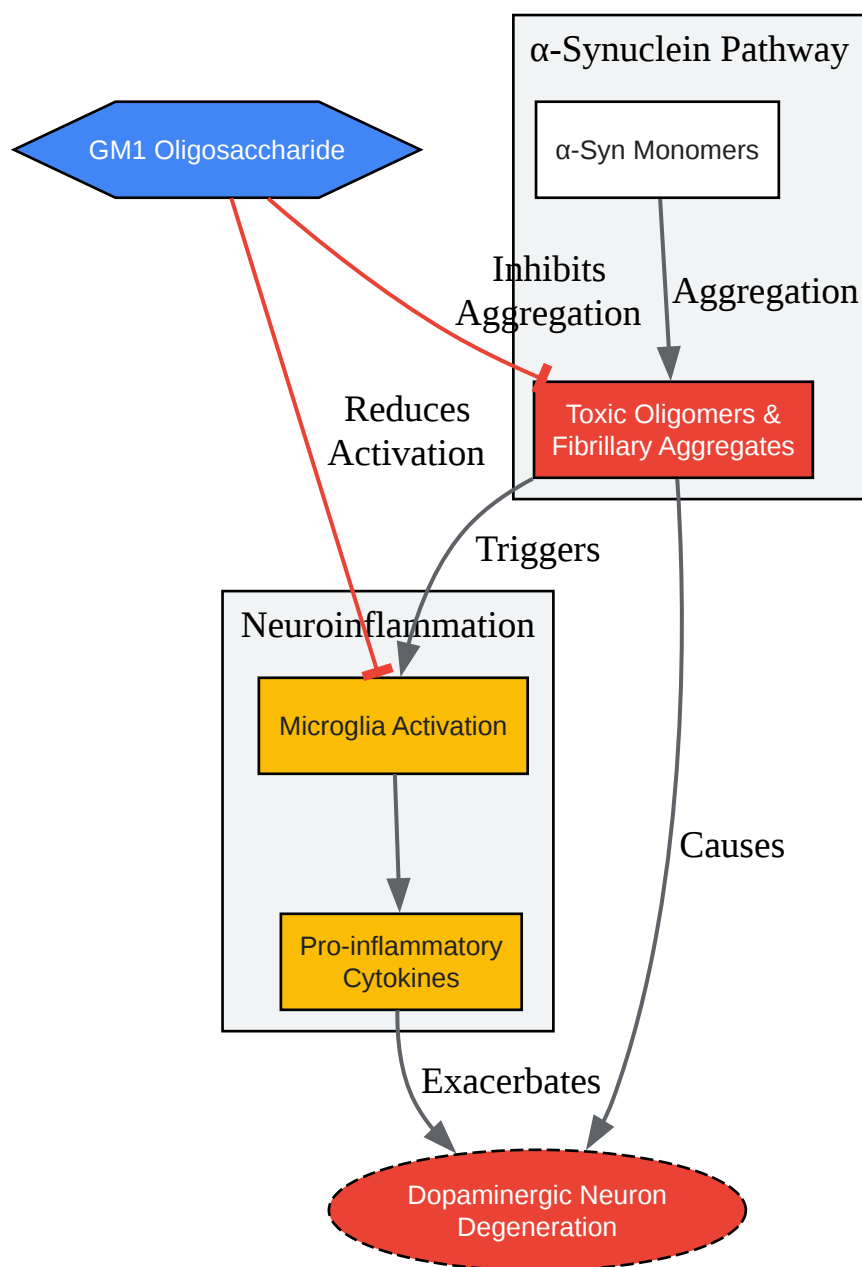 α-Synuclein Pathway
GM1 Oligosaccharide
α-Syn Monomers
Inhibits
Aggregation
Aggregation
Reduces
Activation
Toxic Oligomers &
Fibrillary Aggregates
Triggers
Neuroinflammation
Microglia Activation
Causes
Pro-inflammatory
Cytokines
Exacerbates
Dopaminergic Neuron
Degeneration